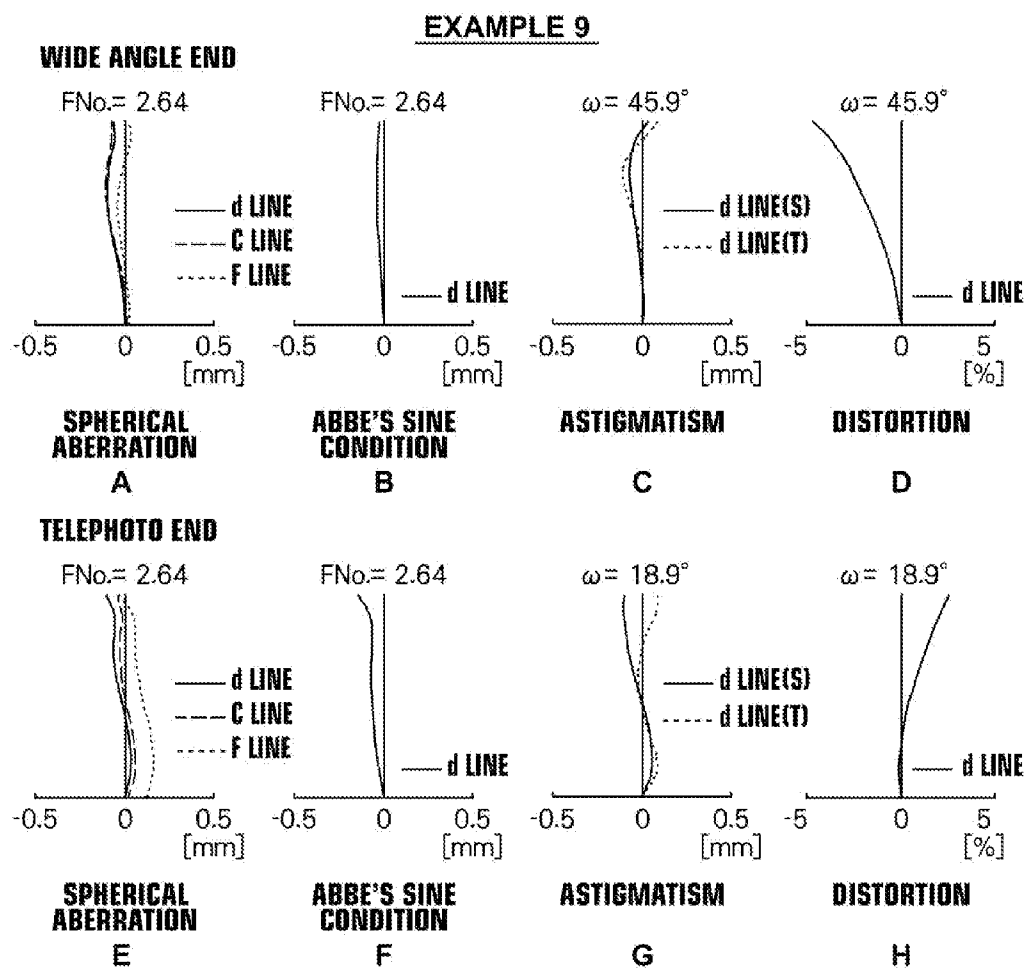 EXAMPLE 9
WIDE ANGLE END
FNo.= 2.64
FNo.= 2.64
ω= 45.9°
ω= 45.9°
d LINE
C LINE
F LINE
d LINE
d LINE(S)
d LINE(T)
d LINE
-0.5 0 0.5
[mm]
-0.5 0 0.5
[mm]
-0.5 0 0.5
[mm]
-5 0 5
[%]
SPHERICAL
ABERRATION
ABBE'S SINE
CONDITION
ASTIGMATISM
DISTORTION
A
B
C
D
TELEPHOTO END
FNo.= 2.64
FNo.= 2.64
ω= 18.9°
ω= 18.9°
d LINE
C LINE
F LINE
d LINE
d LINE(S)
d LINE(T)
d LINE
-0.5 0 0.5
[mm]
-0.5 0 0.5
[mm]
-0.5 0 0.5
[mm]
-5 0 5
[%]
SPHERICAL
ABERRATION
ABBE'S SINE
CONDITION
ASTIGMATISM
DISTORTION
E
F
G
H